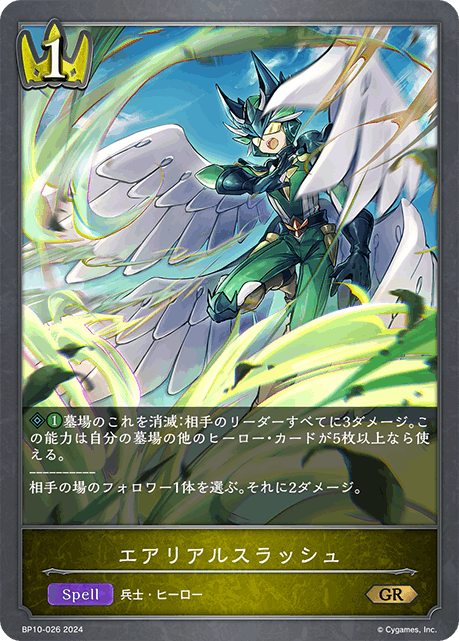 1
1墓場のこれを消滅:相手のリーダーすべてに3ダメージ。こ
の能力は自分の墓場の他のヒーロー・カードが5枚以上なら使
える。
----------
相手の場のフォロワー1体を選ぶ。それに2ダメージ。
エアリアルスラッシュ
Spell 兵士・ヒーロー GR
BP10-026 2024 © Cygames, Inc.